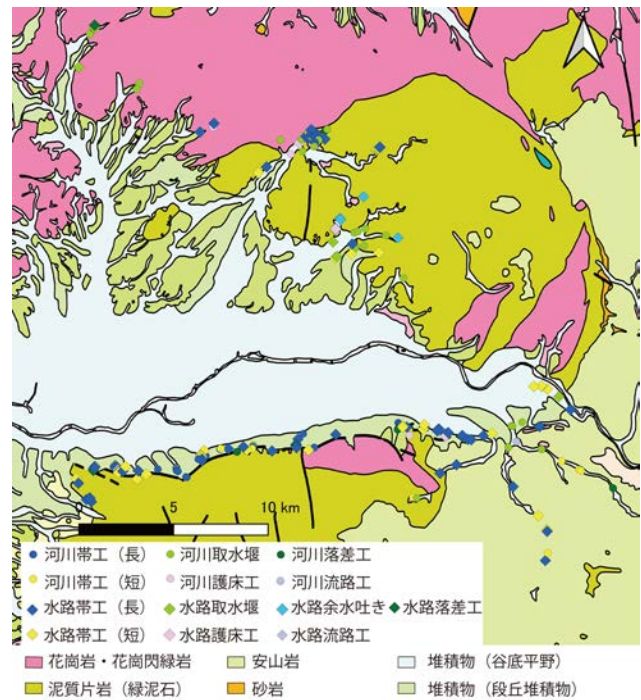 0 5 10 km
河川帯工（長） 河川取水堰 河川落差工
河川帯工（短） 河川護床工 河川流路工
水路帯工（長） 水路取水堰 水路余水吐き 水路落差工
水路帯工（短） 水路護床工 水路流路工
花崗岩・花崗閃緑岩 安山岩 堆積物（谷底平野）
泥質片岩（緑泥石） 砂岩 堆積物（段丘堆積物）